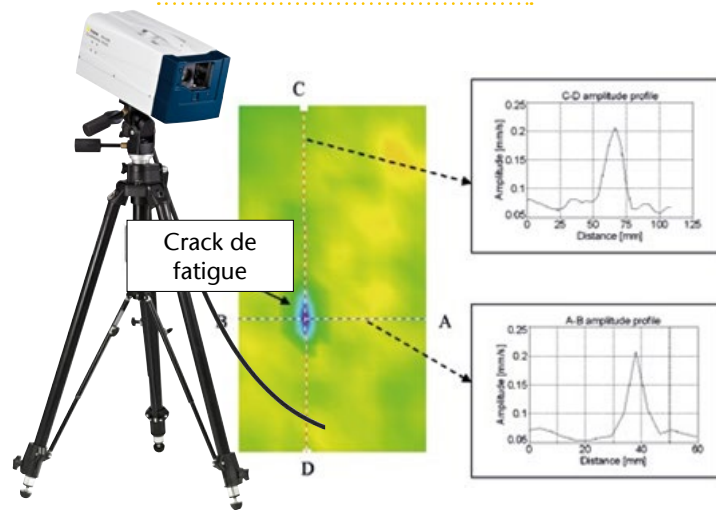 C
Crack de
fatigue
B
A
D
C-D amplitude profile
Amplitude [mm/s]
0.25
0.2
0.15
0.1
0.05
0
25
50
75
100
125
Distance [mm]
A-B amplitude profile
Amplitude [mm/s]
0.25
0.2
0.15
0.1
0.05
0
20
40
60
Distance [mm]